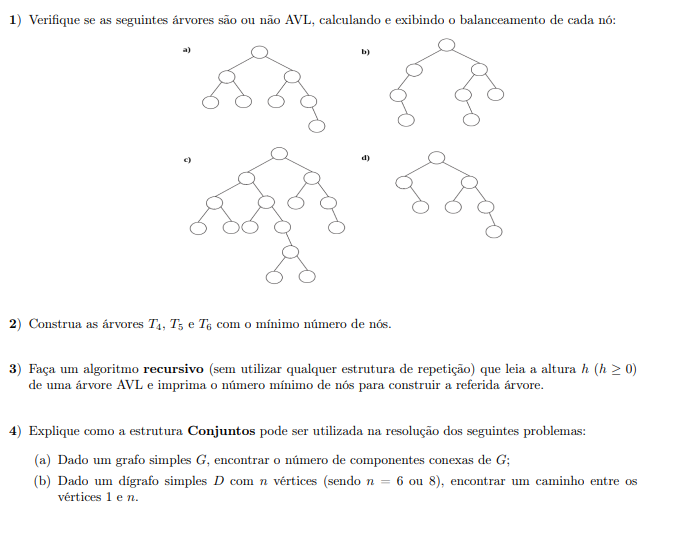 1) Verifique se as seguintes árvores são ou não AVL, calculando e exibindo o balanceamento de cada nó:
a)
b)
c)
d)
2) Construa as árvores T₄, T₅ e T₆ com o mínimo número de nós.
3) Faça um algoritmo recursivo (sem utilizar qualquer estrutura de repetição) que leia a altura h (h ≥ 0)
de uma árvore AVL e imprima o número mínimo de nós para construir a referida árvore.
4) Explique como a estrutura Conjuntos pode ser utilizada na resolução dos seguintes problemas:
(a) Dado um grafo simples G, encontrar o número de componentes conexas de G;
(b) Dado um dígrafo simples D com n vértices (sendo n = 6 ou 8), encontrar um caminho entre os
vértices 1 e n.